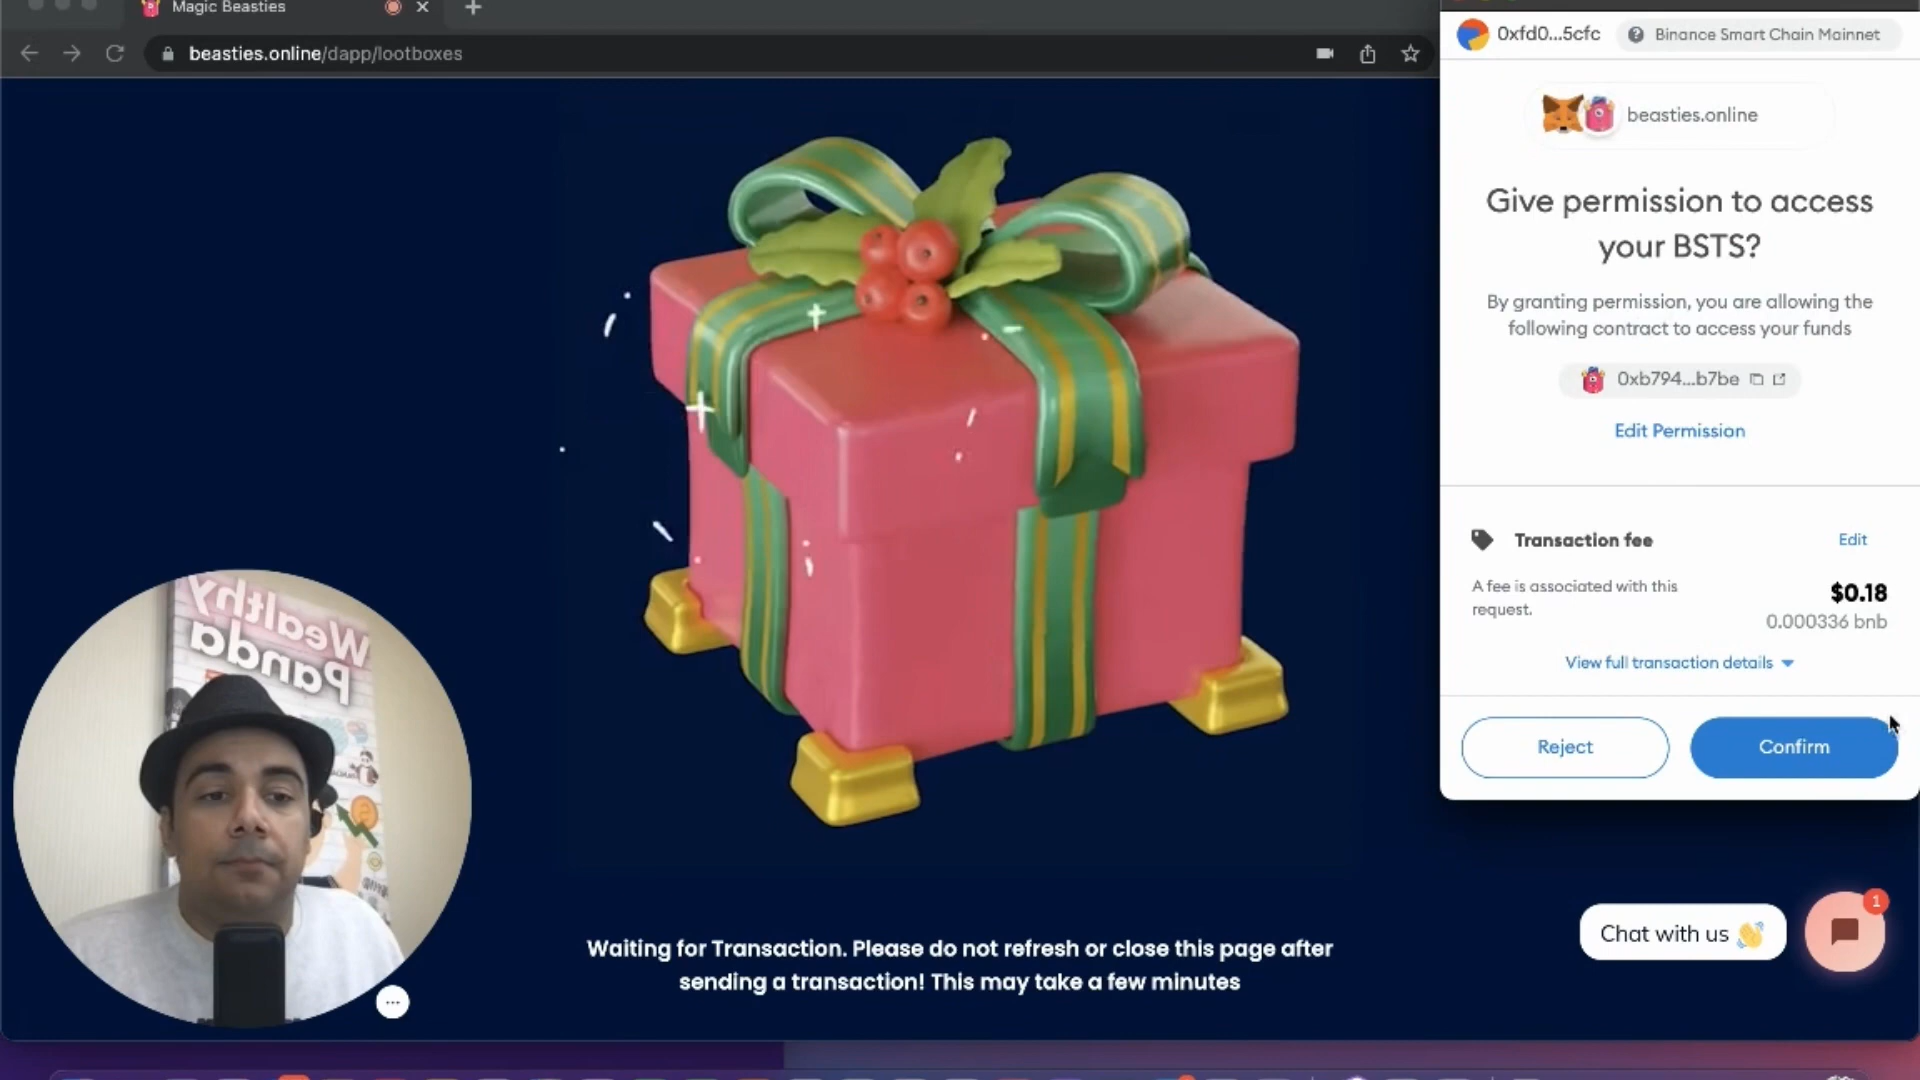 Magic Beasties
beasties.online/dapp/lootboxes
0xfd0...5cfc
Binance Smart Chain Mainnet
beasties.online
Give permission to access
your BSTS?
By granting permission, you are allowing the
following contract to access your funds
0xb794...b7be
Edit Permission
Transaction fee
Edit
A fee is associated with this
request.
$0.18
0.000336 bnb
View full transaction details
Reject
Confirm
Wealthy
Panda
Waiting for Transaction. Please do not refresh or close this page after
sending a transaction! This may take a few minutes
Chat with us 👋
1